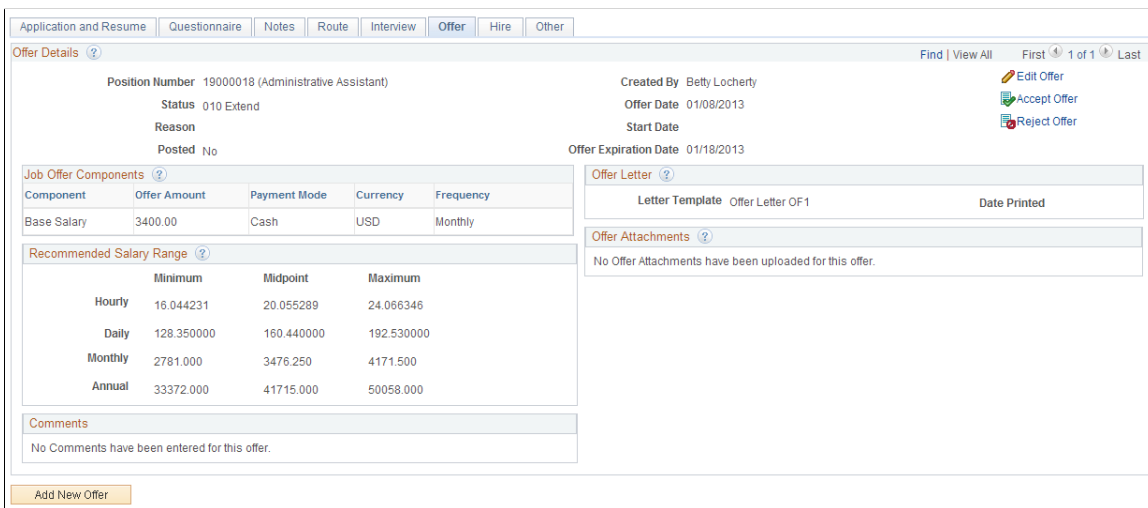 Application and Resume Questionnaire Notes Route Interview Offer Hire Other
Offer Details ? Find | View All First 1 of 1 Last
Position Number 19000018 (Administrative Assistant) Created By Betty Locherty Edit Offer
Status 010 Extend Offer Date 01/08/2013 Accept Offer
Reason Start Date Reject Offer
Posted No Offer Expiration Date 01/18/2013
Job Offer Components ?
Component Offer Amount Payment Mode Currency Frequency
Base Salary 3400.00 Cash USD Monthly
Offer Letter ?
Letter Template Offer Letter OF1 Date Printed
Offer Attachments ?
No Offer Attachments have been uploaded for this offer.
Recommended Salary Range ?
Minimum Midpoint Maximum
Hourly 16.044231 20.055289 24.066346
Daily 128.350000 160.440000 192.530000
Monthly 2781.000 3476.250 4171.500
Annual 33372.000 41715.000 50058.000
Comments
No Comments have been entered for this offer.
Add New Offer